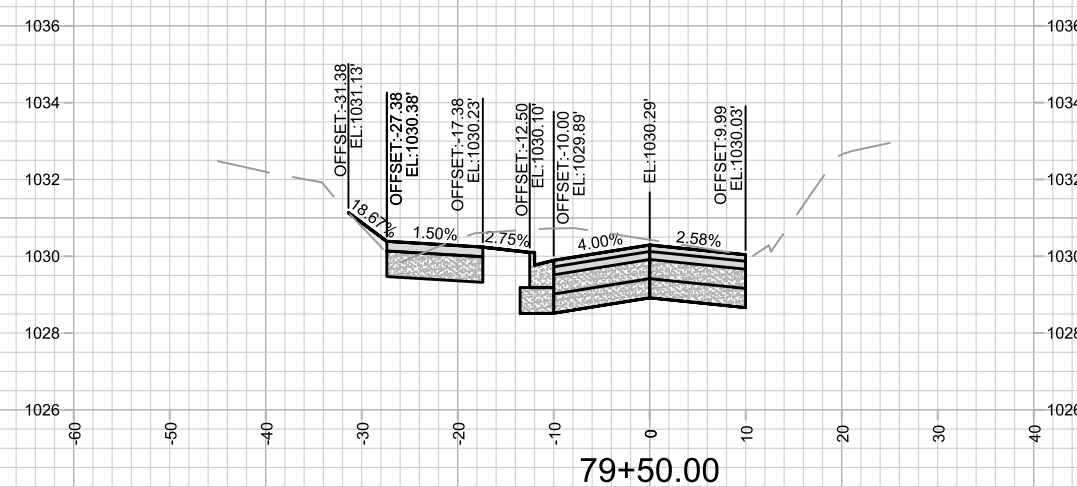 1036
1036
1034
1034
1032
1032
1030
1030
1028
1028
1026
1026
OFFSET:-31.38
EL:1031.13'
OFFSET:-27.38
EL:1030.38'
OFFSET:-17.38
EL:1030.23'
OFFSET:-12.50
EL:1030.10'
OFFSET:-10.00
EL:1029.89'
EL:1030.29'
OFFSET:9.99
EL:1030.03'
18.67%
1.50%
2.75%
4.00%
2.58%
-60
-50
-40
-30
-20
-10
0
10
20
30
40
79+50.00